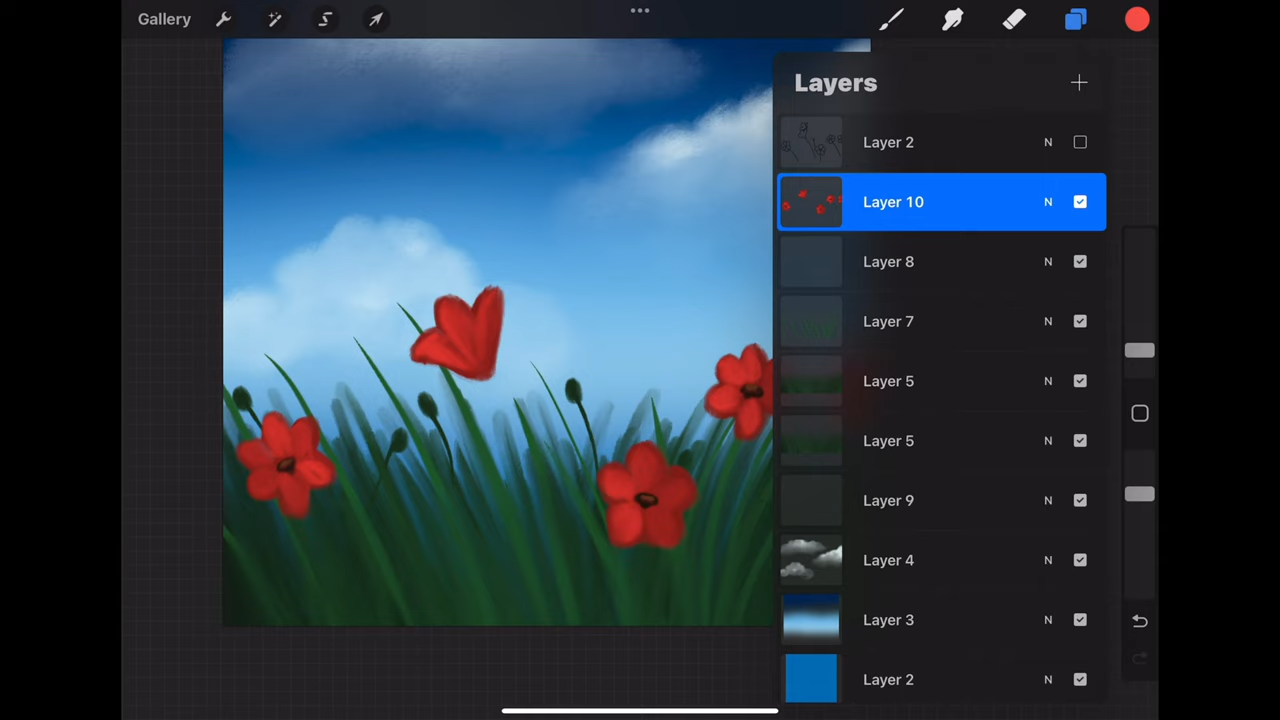 Gallery
Layers
Layer 2 N
Layer 10 N
Layer 8 N
Layer 7 N
Layer 5 N
Layer 5 N
Layer 9 N
Layer 4 N
Layer 3 N
Layer 2 N